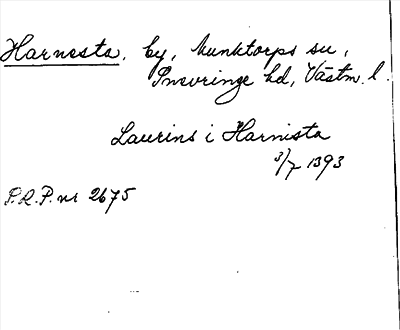 Harnesta, by, Munktorps sn,
Snevringe hd, Västm. l.
Laurins i Harnista
3/7 1393
P.R.P. nr 2675